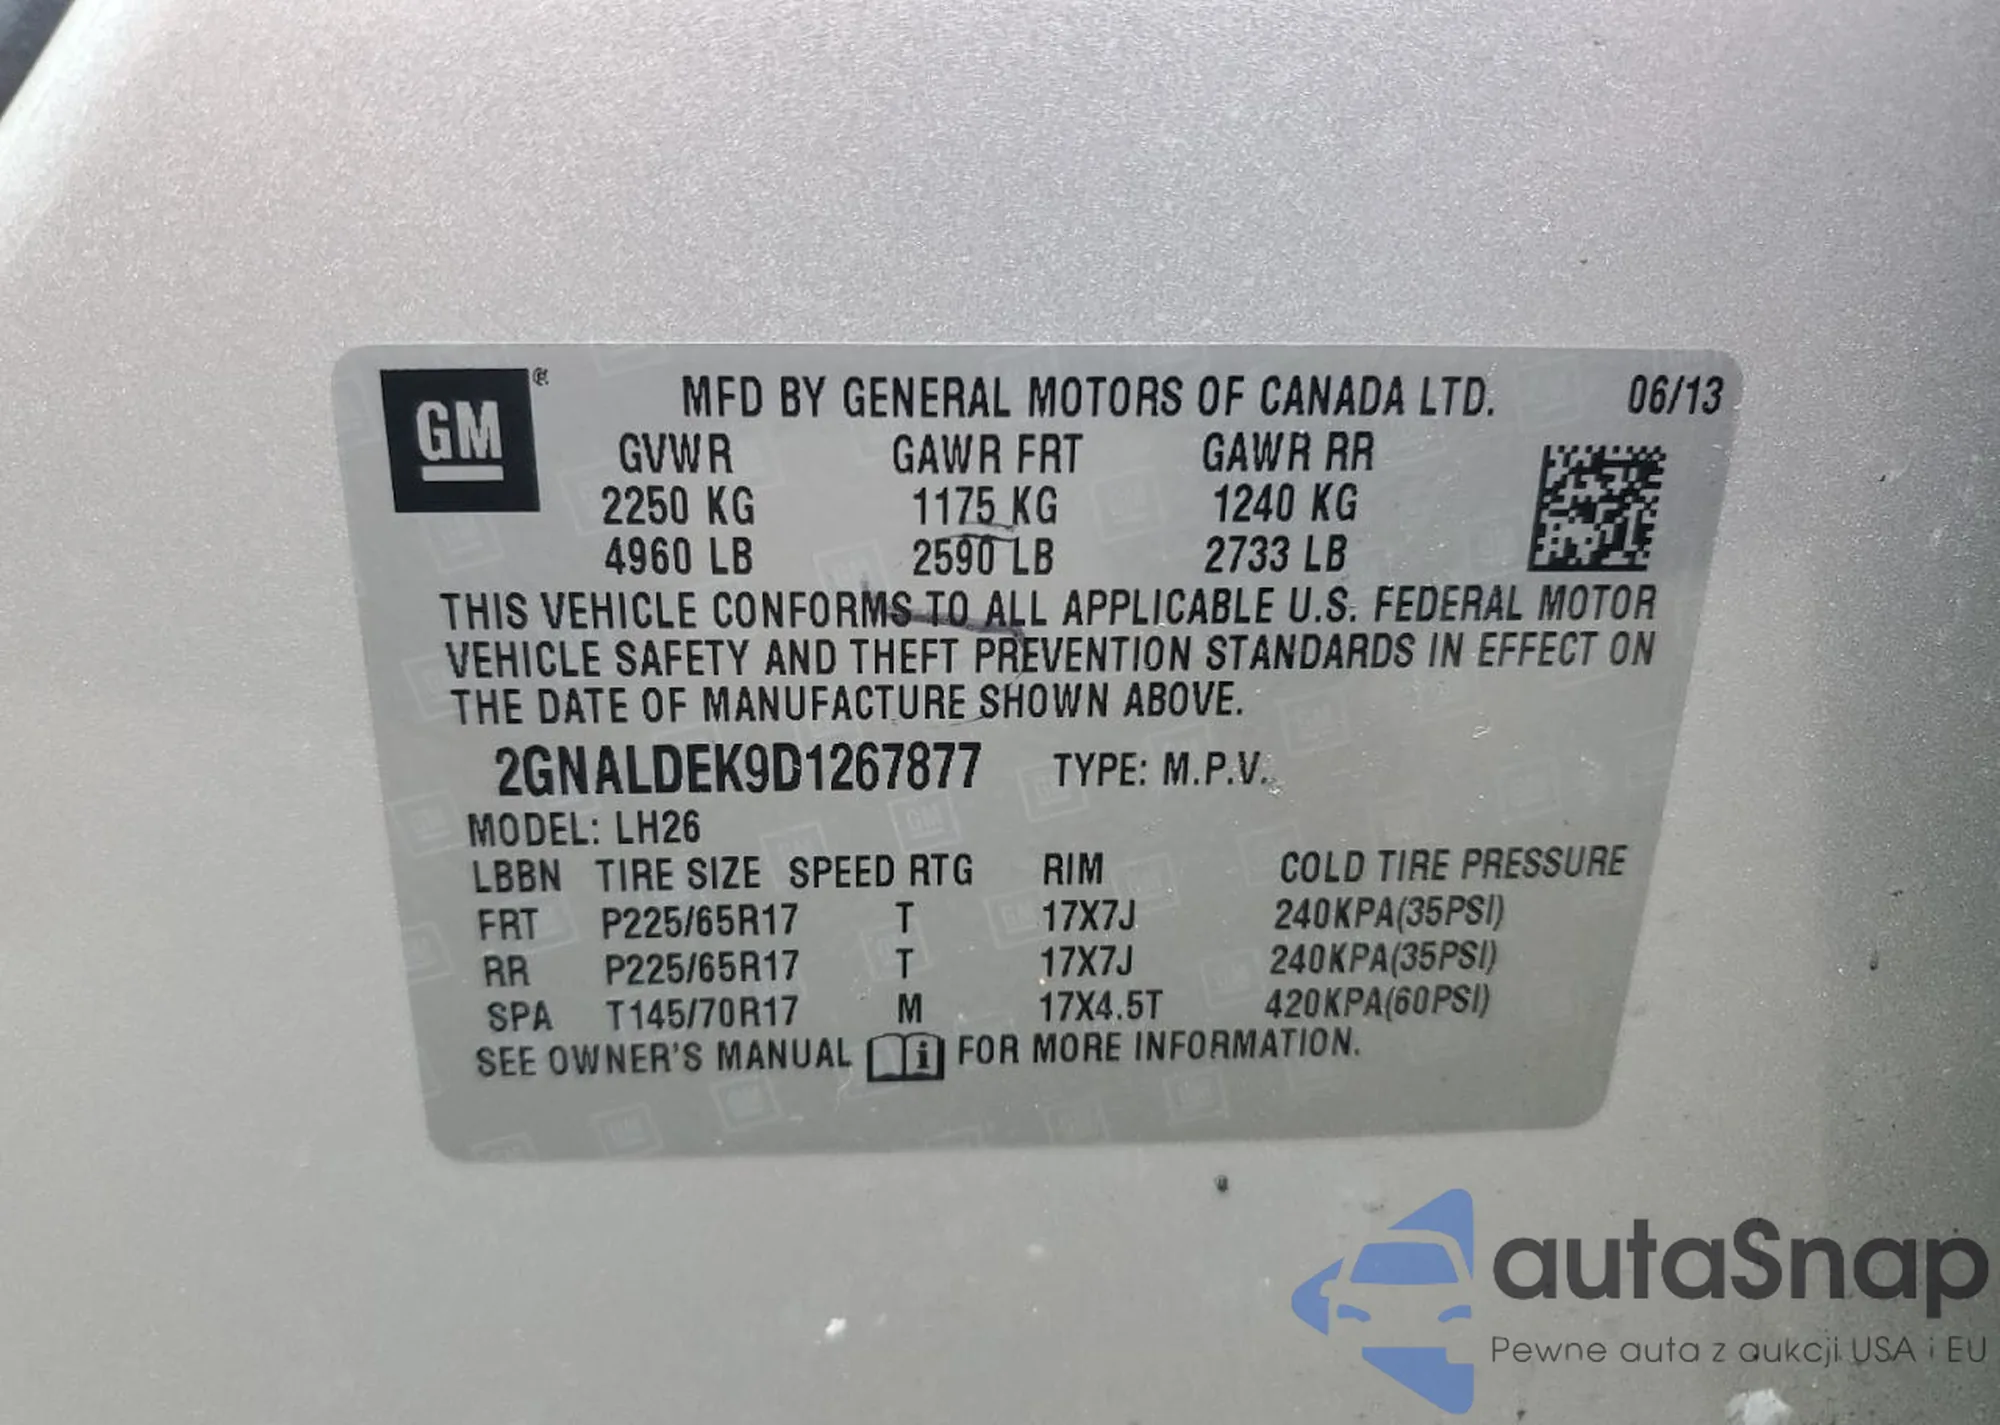 GM ®
MFD BY GENERAL MOTORS OF CANADA LTD. 06/13
GVWR GAWR FRT GAWR RR
2250 KG 1175 KG 1240 KG
4960 LB 2590 LB 2733 LB
THIS VEHICLE CONFORMS TO ALL APPLICABLE U.S. FEDERAL MOTOR
VEHICLE SAFETY AND THEFT PREVENTION STANDARDS IN EFFECT ON
THE DATE OF MANUFACTURE SHOWN ABOVE.
2GNALDEK9D1267877 TYPE: M.P.V.
MODEL: LH26
LBBN TIRE SIZE SPEED RTG RIM COLD TIRE PRESSURE
FRT P225/65R17 T 17X7J 240KPA(35PSI)
RR P225/65R17 T 17X7J 240KPA(35PSI)
SPA T145/70R17 M 17X4.5T 420KPA(60PSI)
SEE OWNER'S MANUAL i FOR MORE INFORMATION.
autaSnap
Pewne auta z aukcji USA i EU